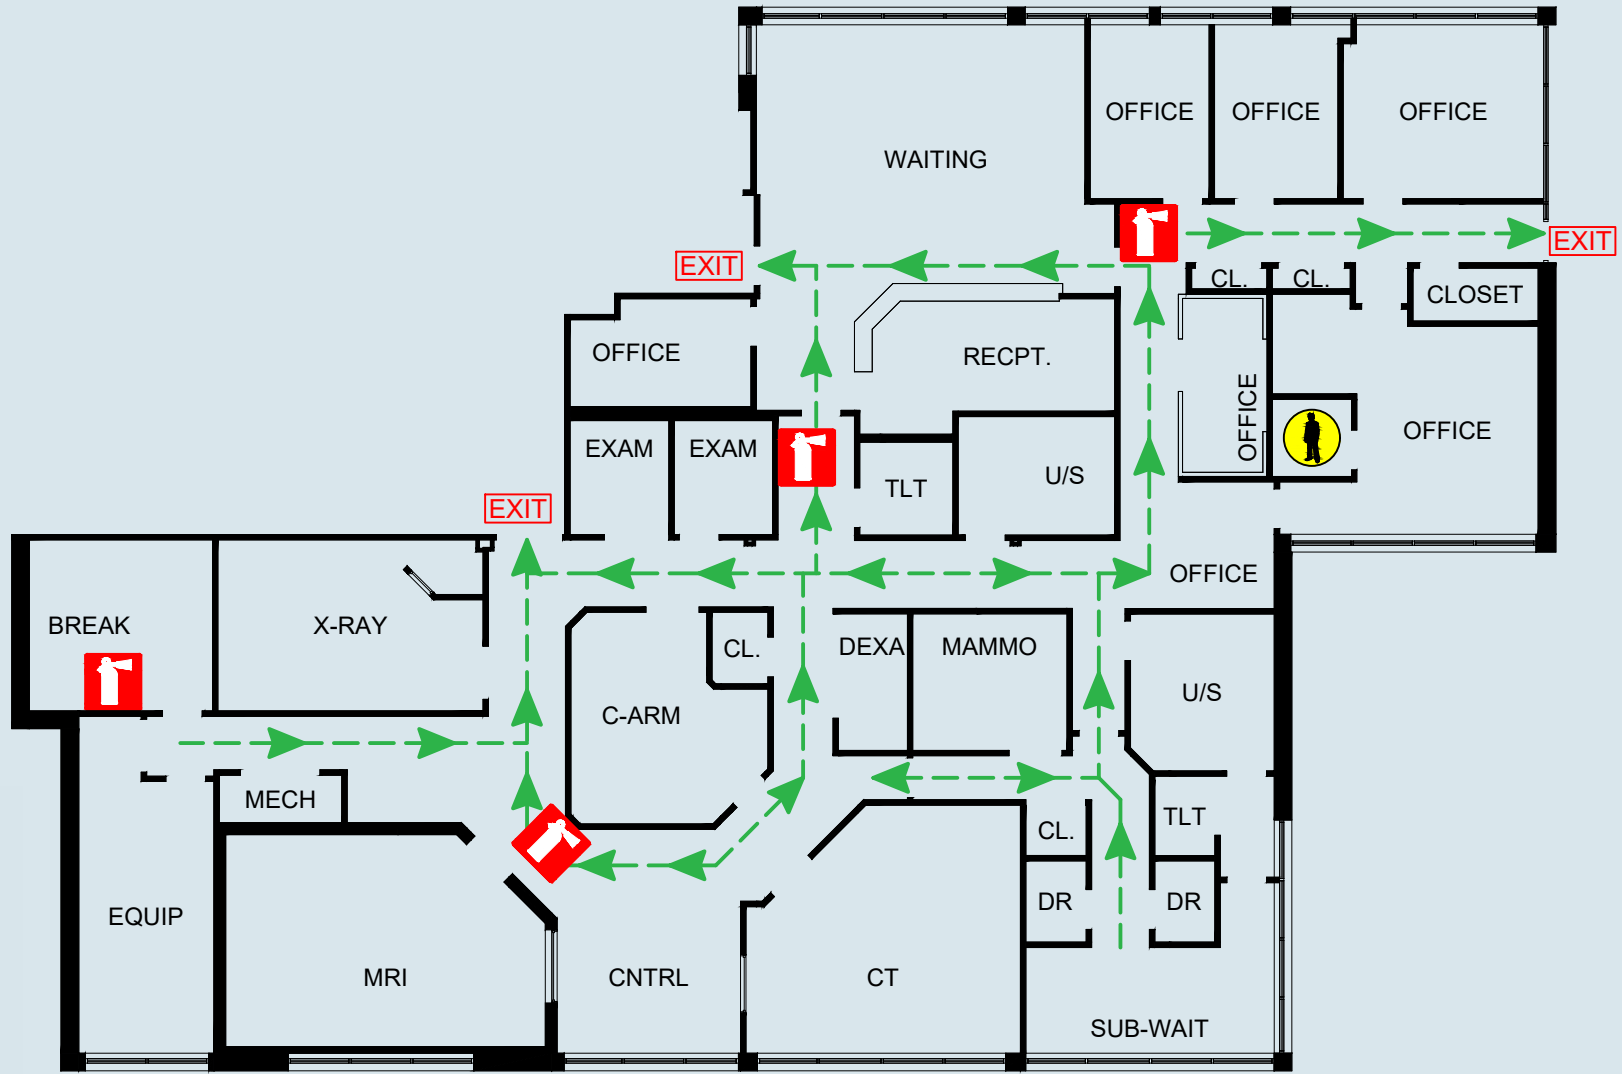 OFFICE
OFFICE
OFFICE
WAITING
EXIT
EXIT
CL.
CL.
CLOSET
OFFICE
RECPT.
OFFICE
OFFICE
EXAM
EXAM
TLT
U/S
EXIT
OFFICE
BREAK
X-RAY
CL.
DEXA
MAMMO
C-ARM
U/S
MECH
CL.
TLT
DR
DR
EQUIP
MRI
CNTRL
CT
SUB-WAIT